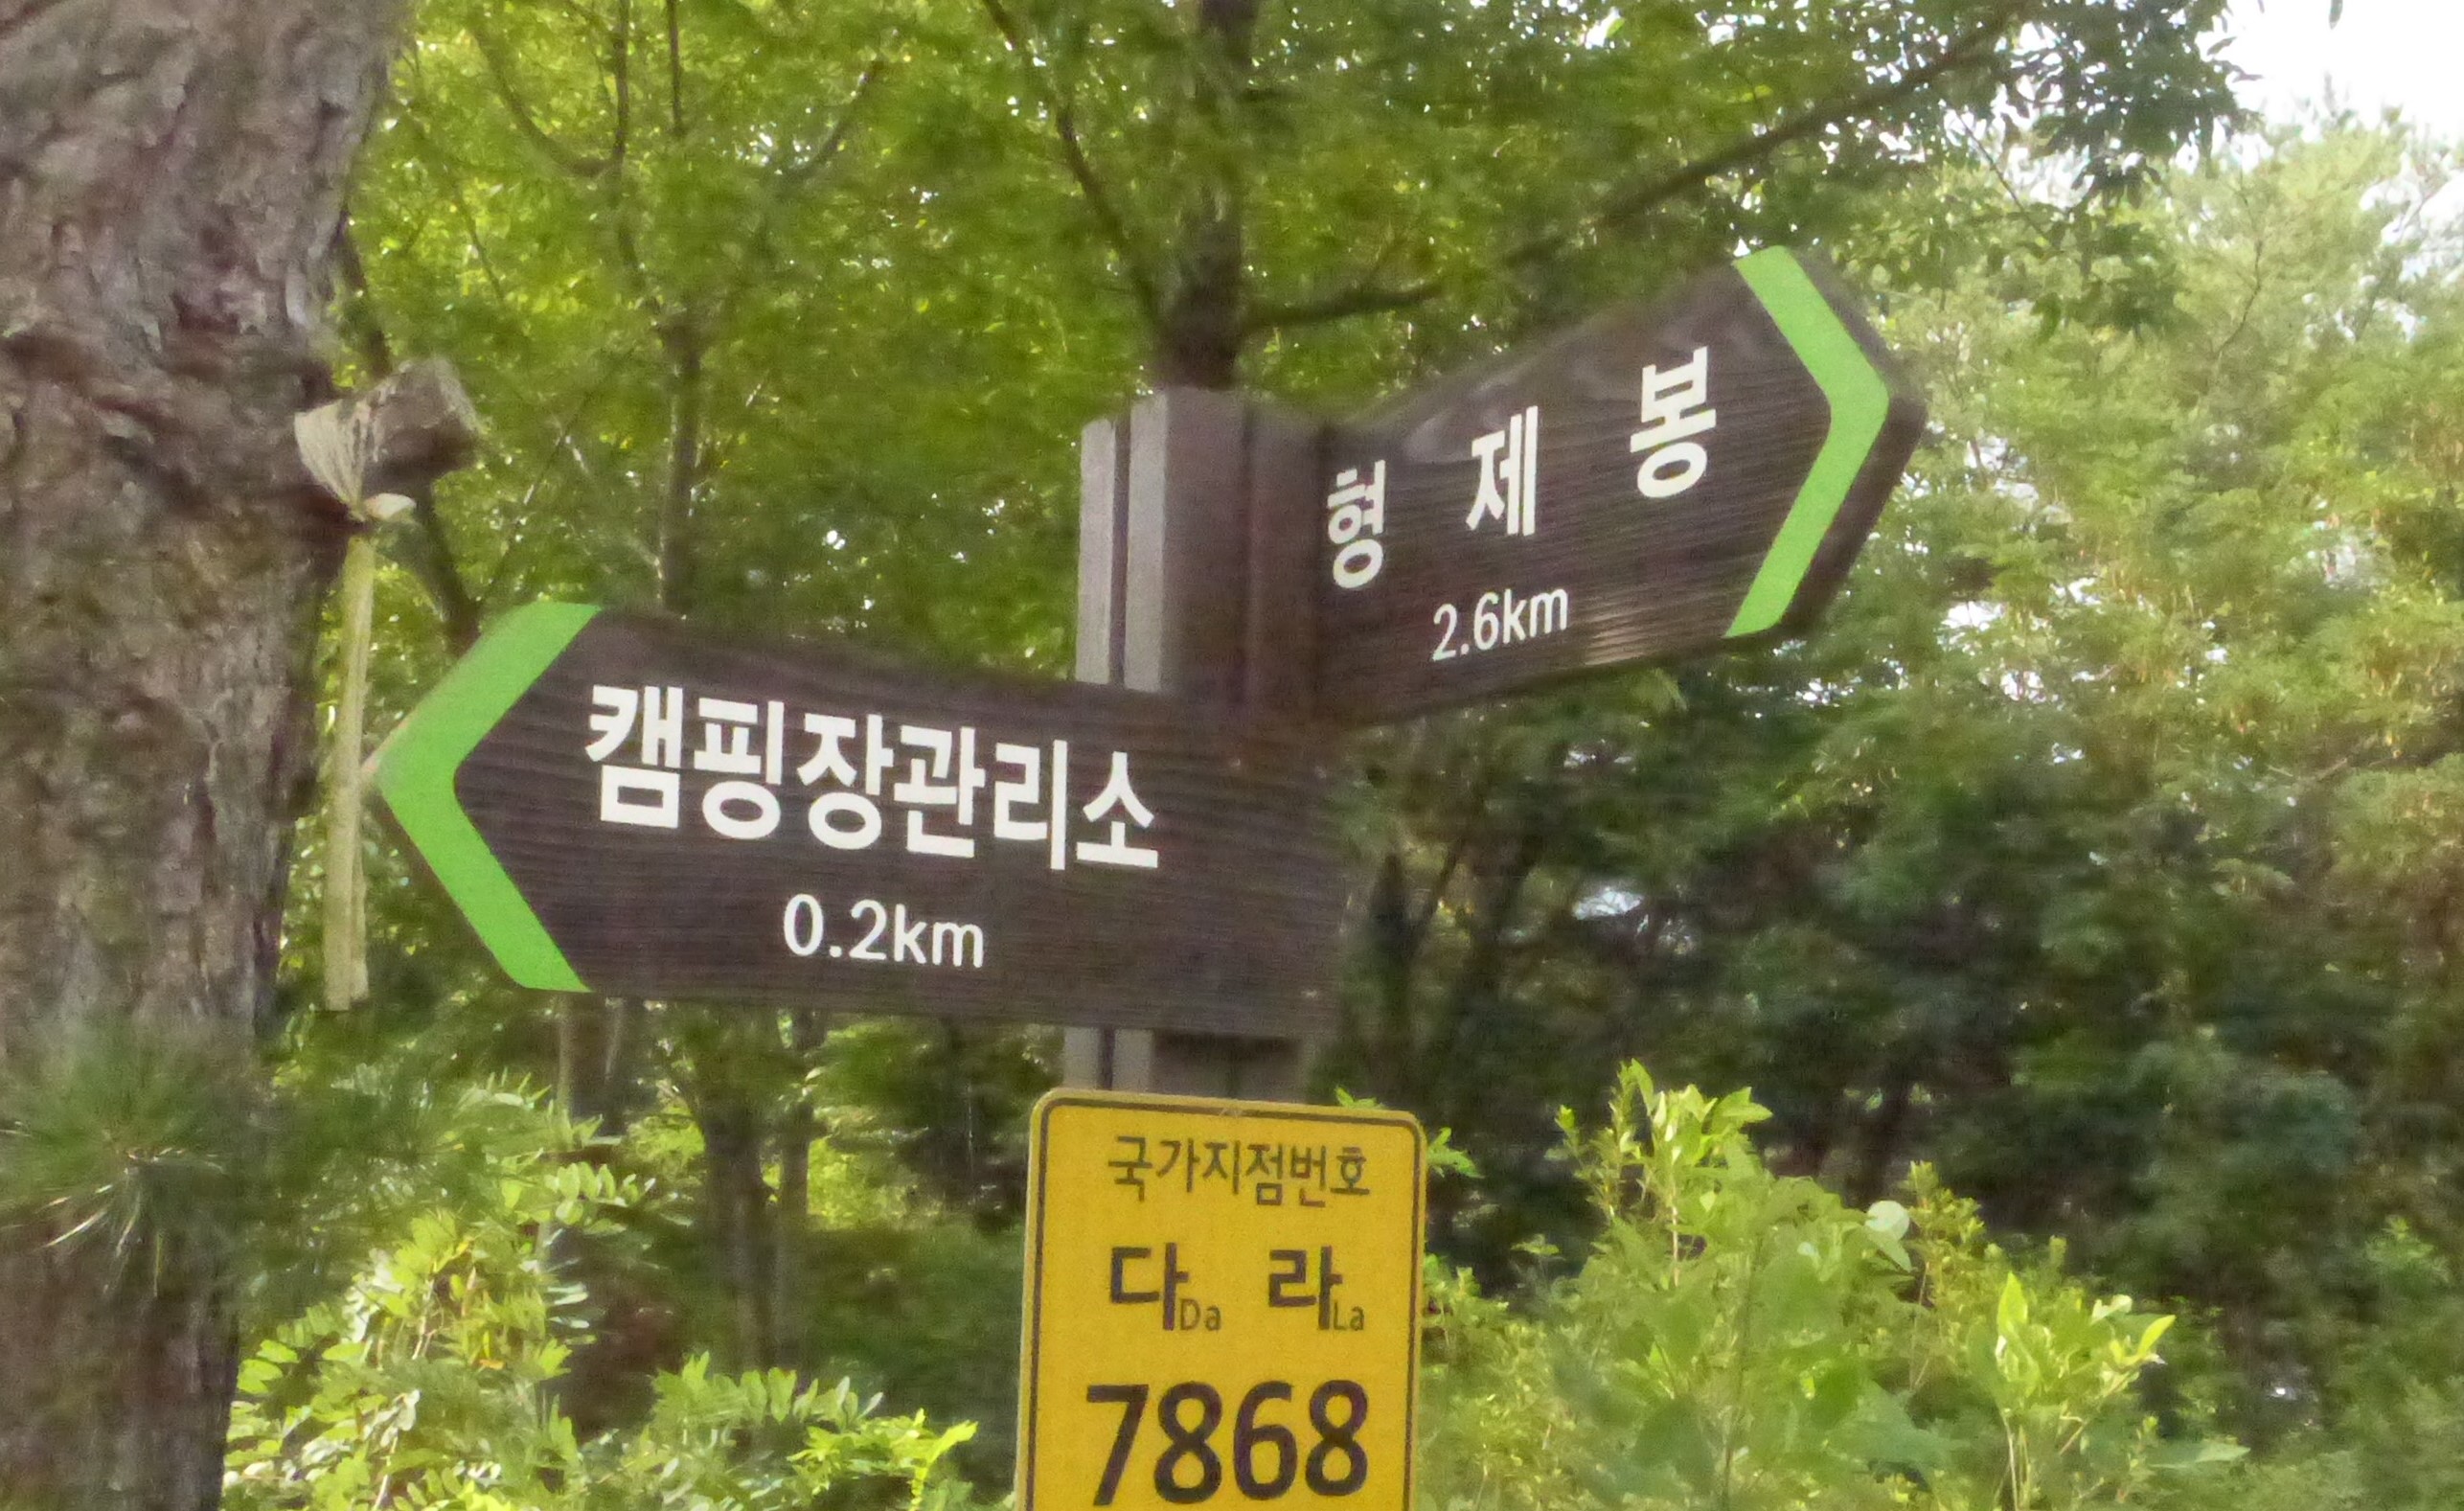 형 제 봉
2.6km
캠핑장관리소
0.2km
국가지점번호
다Da 라La
7868